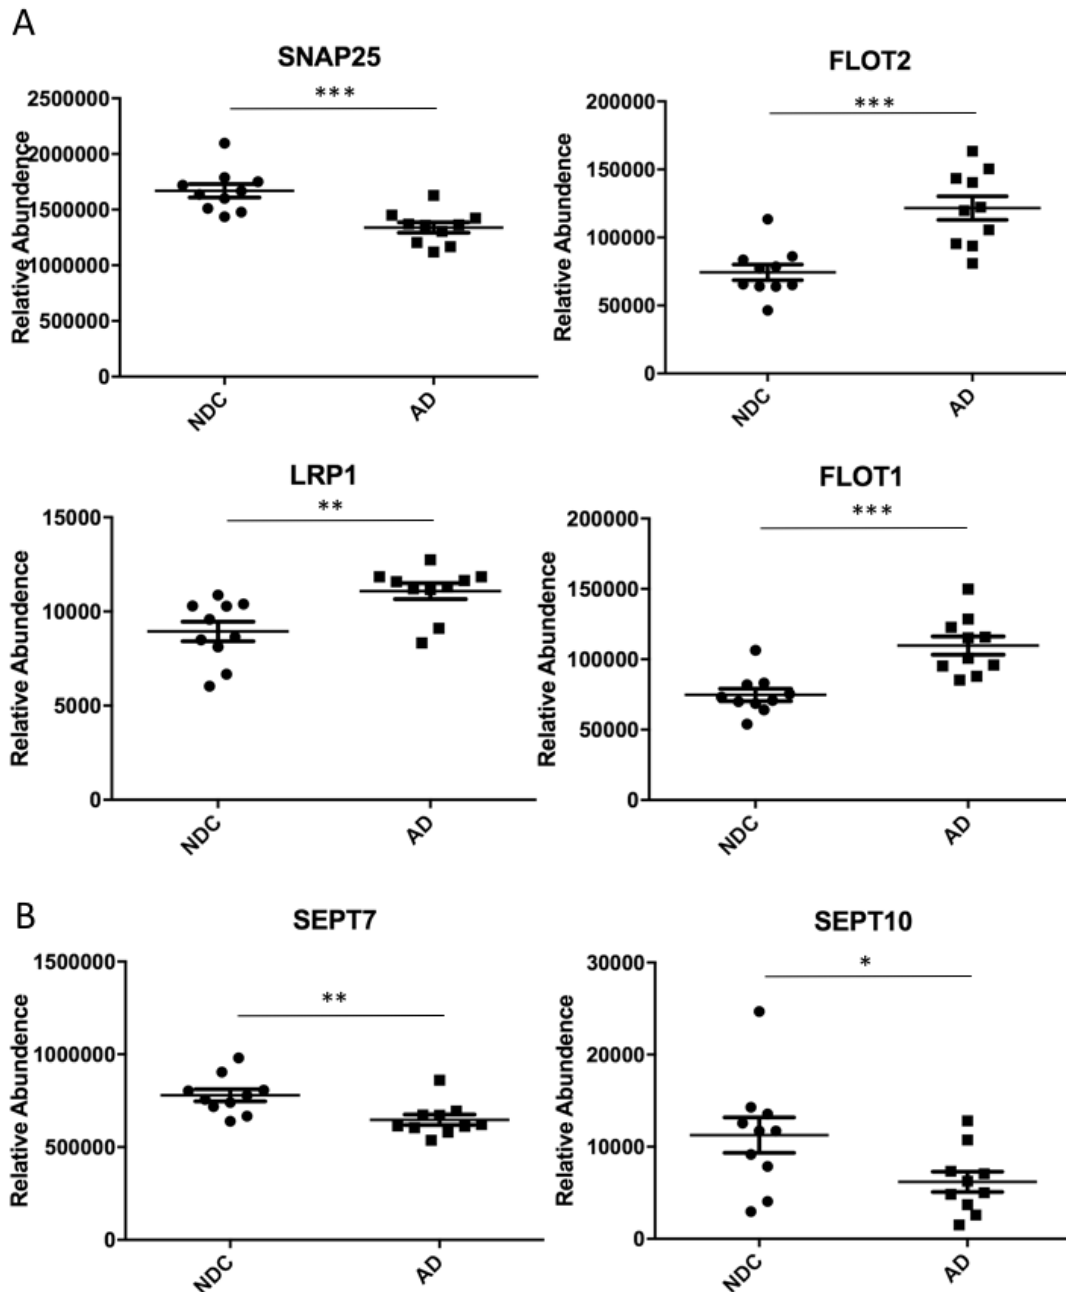 A
SNAP25
***
Relative Abundance
2500000
2000000
1500000
1000000
500000
0
NDC
AD
FLOT2
***
Relative Abundence
200000
150000
100000
50000
0
NDC
AD
LRP1
**
Relative Abundance
15000
10000
5000
0
NDC
AD
FLOT1
***
Relative Abundance
200000
150000
100000
50000
0
NDC
AD
B
SEPT7
**
Relative Abundance
1500000
1000000
500000
0
NDC
AD
SEPT10
*
Relative Abundance
30000
20000
10000
0
NDC
AD